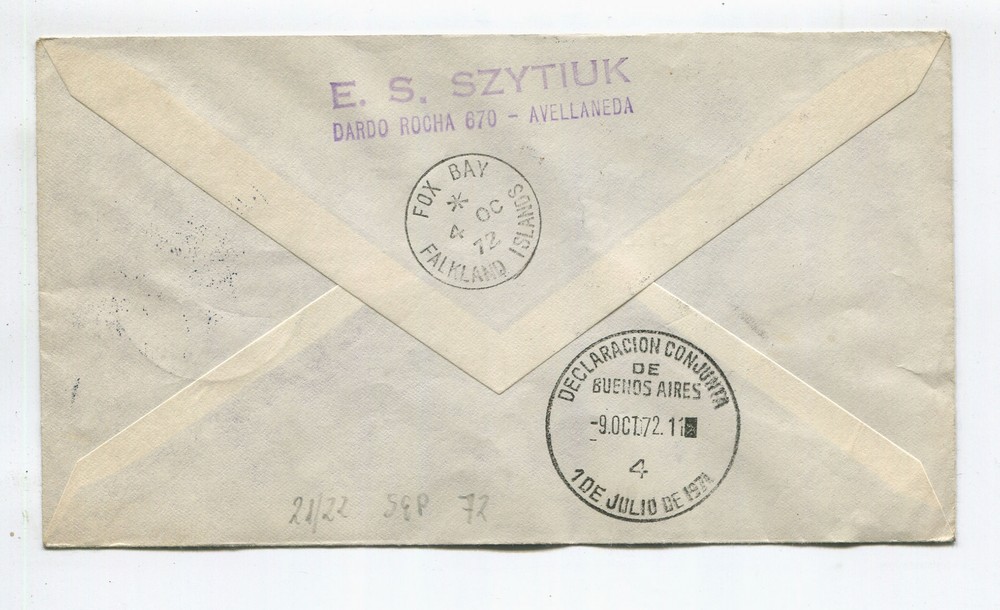 E. S. SZYTIUK
DARDO ROCHA 670 - AVELLANEDA
FOX BAY
* OC
4 72
FALKLAND ISLANDS
DECLARACION CONJUNTA
DE
BUENOS AIRES
-9.OCT.72.11
4
1 DE JULIO DE 1971
21/22 SEP 72